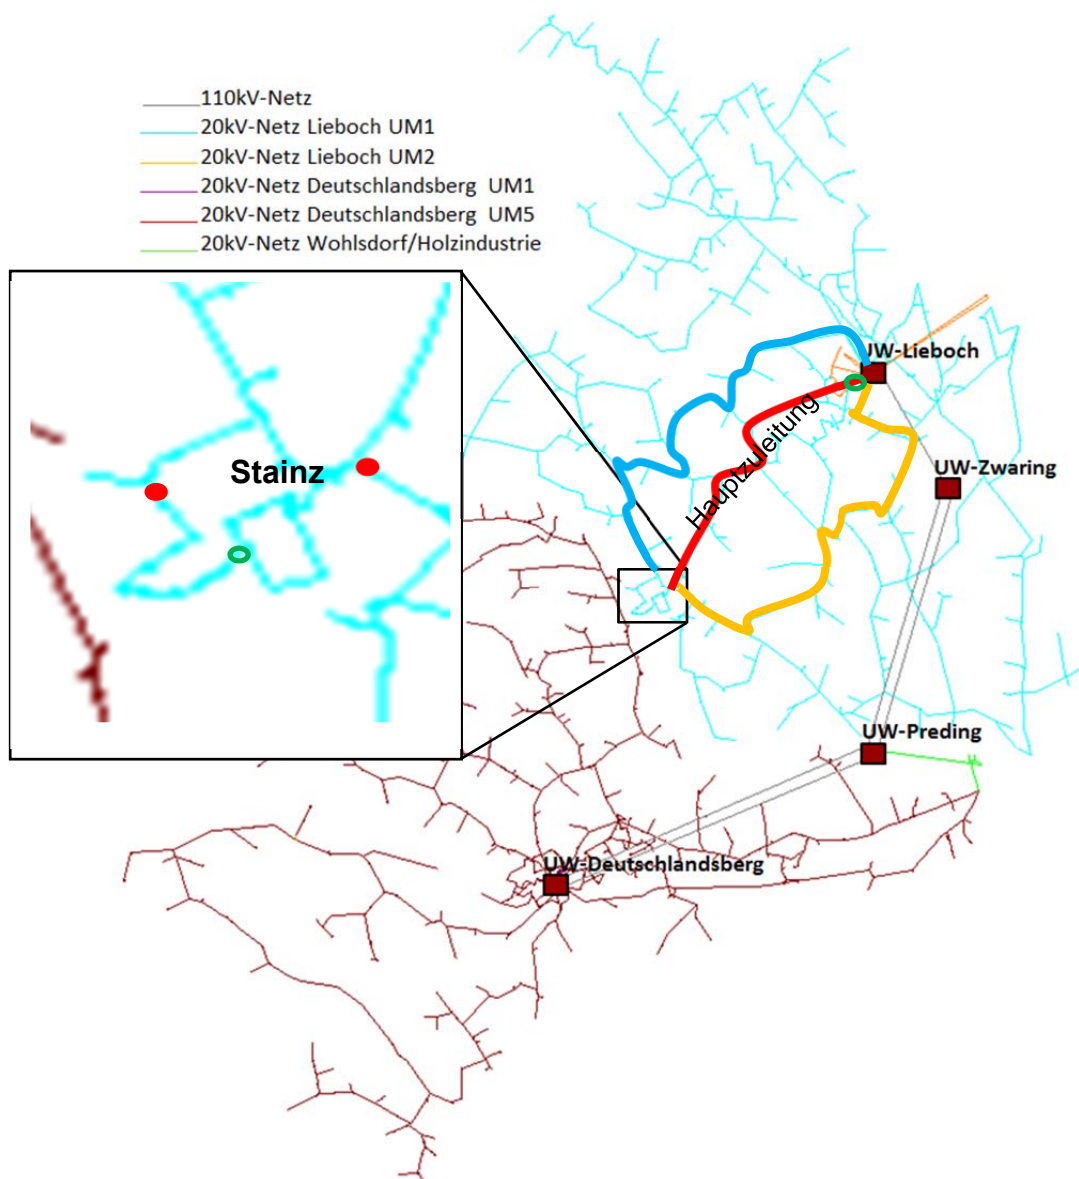 110kV-Netz
20kV-Netz Lieboch UM1
20kV-Netz Lieboch UM2
20kV-Netz Deutschlandsberg UM1
20kV-Netz Deutschlandsberg UM5
20kV-Netz Wohlsdorf/Holzindustrie
UW-Lieboch
Hauptzuleitung
Stainz
UW-Zwaring
UW-Preding
UW-Deutschlandsberg